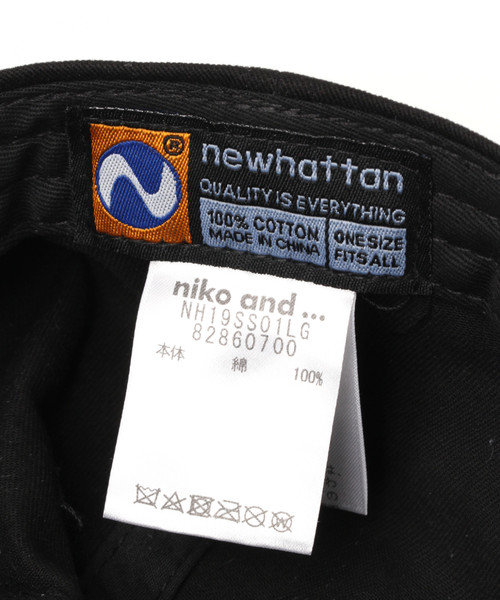 ®
newhattan
QUALITY IS EVERYTHING
100% COTTON
MADE IN CHINA
ONE SIZE
FITS ALL
niko and ...
NH19SS01LG
82860700
本体 綿 100%